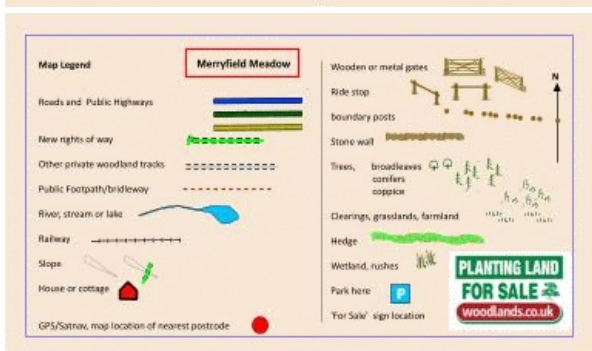 Map Legend
Merryfield Meadow
Roads and Public Highways
New rights of way
Other private woodland tracks
Public Footpath/bridleway
River, stream or lake
Railway
Slope
House or cottage
GPS/Satnav, map location of nearest postcode
Wooden or metal gates
Ride stop
boundary posts
Stone wall
Trees, broadleaves
conifers
coppice
Clearings, grasslands, farmland
Hedge
Wetland, rushes
Park here P
'For Sale' sign location
N
PLANTING LAND
FOR SALE
woodlands.co.uk